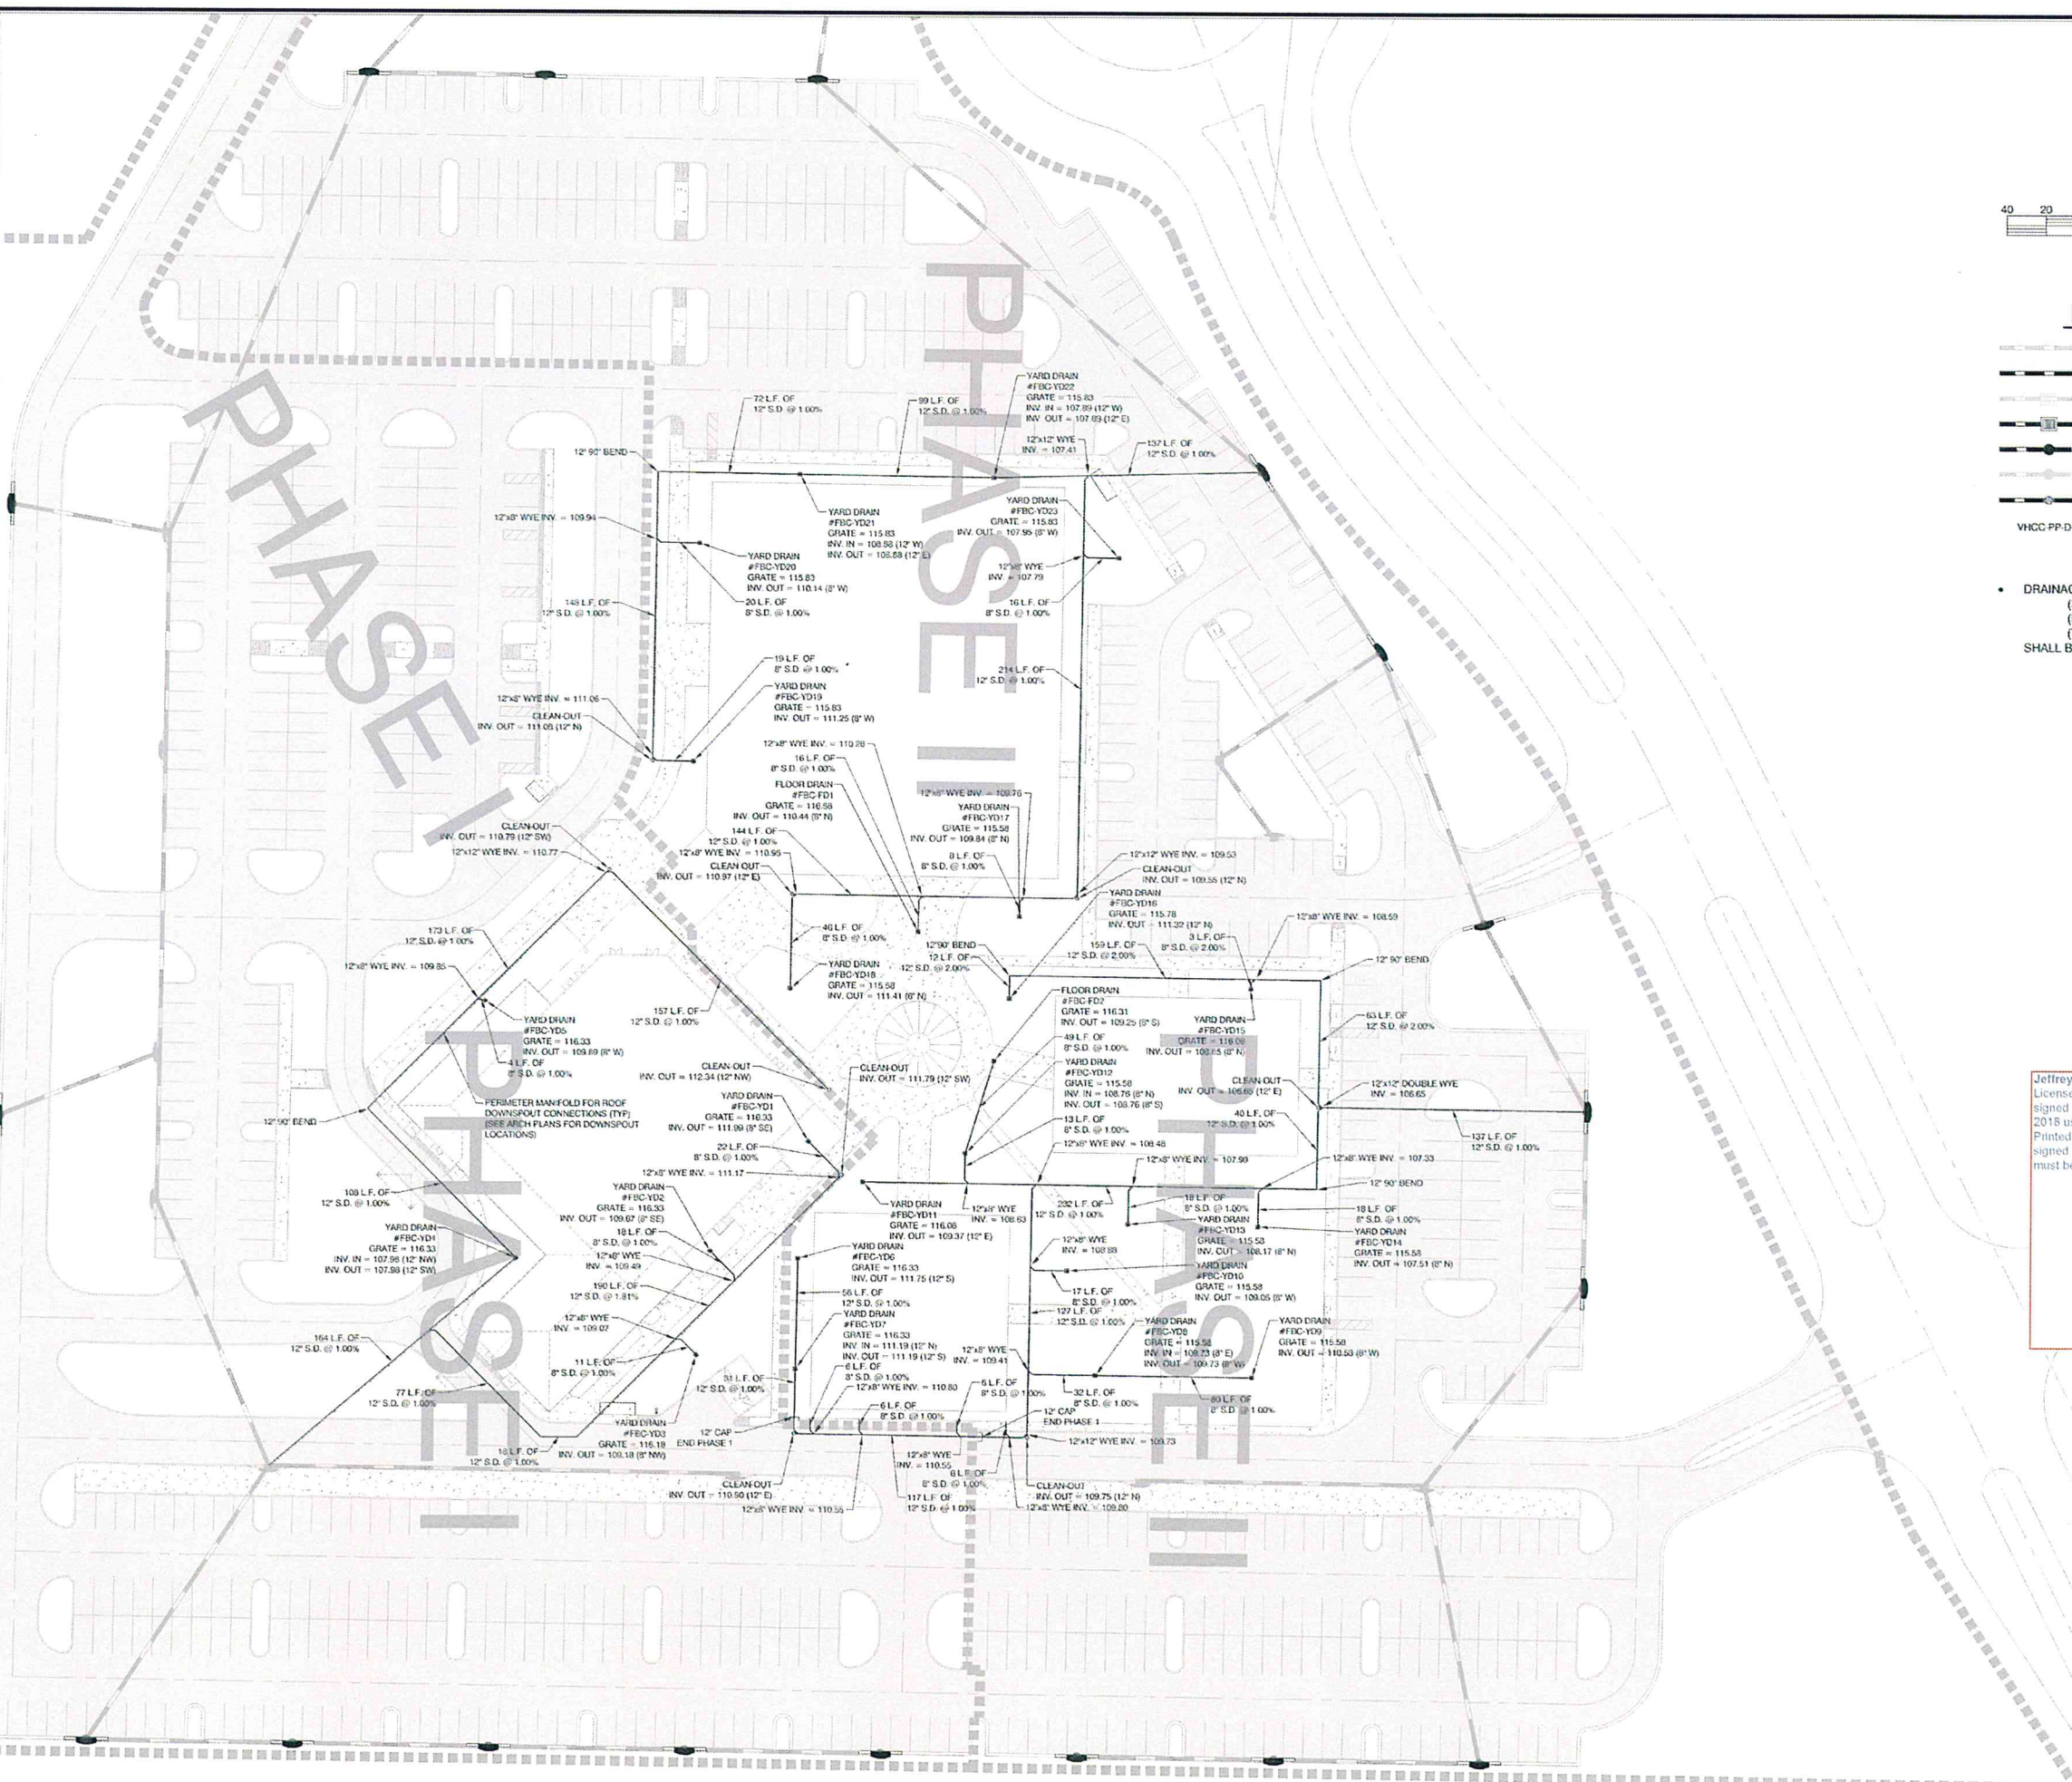 40 20
PHASE I
PHASE II
PHASE I
PHASE II
72 L.F. OF
12" S.D. @ 1.00%
99 L.F. OF
12" S.D. @ 1.00%
YARD DRAIN
#FBC-YD22
GRATE = 115.83
INV. IN = 107.89 (12" W)
INV. OUT = 107.89 (12" E)
12"x12" WYE
INV. = 107.41
137 L.F. OF
12" S.D. @ 1.00%
12" 90° BEND
12"x8" WYE INV. = 109.94
YARD DRAIN
#FBC-YD21
GRATE = 115.83
INV. IN = 108.88 (12" W)
INV. OUT = 108.88 (12" E)
YARD DRAIN
#FBC-YD23
GRATE = 115.83
INV. OUT = 107.95 (8" W)
YARD DRAIN
#FBC-YD20
GRATE = 115.83
INV. OUT = 110.14 (8" W)
20 L.F. OF
8" S.D. @ 1.00%
12"x8" WYE
INV. = 107.79
16 L.F. OF
8" S.D. @ 1.00%
148 L.F. OF
12" S.D. @ 1.00%
VHCC-PP-D
• DRAINAG
SHALL B
19 L.F. OF
8" S.D. @ 1.00%
YARD DRAIN
#FBC-YD19
GRATE = 115.83
INV. OUT = 111.25 (8" W)
214 L.F. OF
12" S.D. @ 1.00%
12"x8" WYE INV. = 111.06
CLEAN-OUT
INV. OUT = 111.08 (12" N)
12"x8" WYE INV. = 110.28
16 L.F. OF
8" S.D. @ 1.00%
FLOOR DRAIN
#FBC-FD1
GRATE = 116.58
INV. OUT = 110.44 (8" N)
12"x8" WYE INV. = 109.76
YARD DRAIN
#FBC-YD17
GRATE = 115.58
INV. OUT = 109.84 (8" N)
8 L.F. OF
8" S.D. @ 1.00%
144 L.F. OF
12" S.D. @ 1.00%
12"x8" WYE INV. = 110.95
CLEAN OUT
INV. OUT = 110.97 (12" E)
CLEAN-OUT
INV. OUT = 110.79 (12" SW)
12"x12" WYE INV. = 110.77
12"x12" WYE INV. = 109.53
CLEAN-OUT
INV. OUT = 109.55 (12" N)
YARD DRAIN
#FBC-YD16
GRATE = 115.78
INV. OUT = 111.32 (12" N)
3 L.F. OF
8" S.D. @ 2.00%
12"x8" WYE INV. = 108.59
12"90° BEND
12 L.F. OF
12" S.D. @ 2.00%
159 L.F. OF
12" S.D. @ 2.00%
12" 90° BEND
46 L.F. OF
8" S.D. @ 1.00%
173 L.F. OF
12" S.D. @ 1.00%
12"x8" WYE INV. = 109.85
YARD DRAIN
#FBC-YD18
GRATE = 115.58
INV. OUT = 111.41 (8" N)
157 L.F. OF
12" S.D. @ 1.00%
FLOOR DRAIN
#FBC-FD2
GRATE = 116.31
INV. OUT = 109.25 (8" S)
49 L.F. OF
8" S.D. @ 1.00%
YARD DRAIN
#FBC-YD15
GRATE = 116.08
INV. OUT = 108.65 (8" N)
63 L.F. OF
12" S.D. @ 2.00%
YARD DRAIN
#FBC-YD5
GRATE = 116.33
INV. OUT = 109.89 (8" W)
4 L.F. OF
8" S.D. @ 1.00%
CLEAN-OUT
INV. OUT = 112.34 (12" NW)
CLEAN-OUT
INV. OUT = 111.79 (12" SW)
YARD DRAIN
#FBC-YD12
GRATE = 115.58
INV. IN = 108.76 (8" N)
INV. OUT = 108.76 (8" S)
CLEAN-OUT
INV. OUT = 106.65 (12" E)
12"x12" DOUBLE WYE
INV. = 106.65
Jeffrey
License
signed
2018 us
Printed
signed
must be
PERIMETER MANIFOLD FOR ROOF
DOWNSPOUT CONNECTIONS (TYP)
(SEE ARCH PLANS FOR DOWNSPOUT
LOCATIONS)
12" 90° BEND
YARD DRAIN
#FBC-YD1
GRATE = 116.33
INV. OUT = 111.99 (8" SE)
13 L.F. OF
8" S.D. @ 1.00%
40 L.F. OF
12" S.D. @ 1.00%
137 L.F. OF
12" S.D. @ 1.00%
22 L.F. OF
8" S.D. @ 1.00%
12"x8" WYE INV. = 111.17
12"x8" WYE INV. = 108.48
12"x8" WYE INV. = 107.99
12"x8" WYE INV. = 107.33
12" 90° BEND
108 L.F. OF
12" S.D. @ 1.00%
YARD DRAIN
#FBC-YD2
GRATE = 116.33
INV. OUT = 109.67 (8" SE)
18 L.F. OF
8" S.D. @ 1.00%
12"x8" WYE
INV. = 109.49
YARD DRAIN
#FBC-YD11
GRATE = 116.08
INV. OUT = 109.37 (12" E)
12"x8" WYE
INV. = 108.63
232 L.F. OF
12" S.D. @ 1.00%
18 L.F. OF
8" S.D. @ 1.00%
YARD DRAIN
#FBC-YD13
GRATE = 115.58
INV. OUT = 108.17 (8" N)
18 L.F. OF
8" S.D. @ 1.00%
YARD DRAIN
#FBC-YD14
GRATE = 115.58
INV. OUT = 107.51 (8" N)
YARD DRAIN
GRATE = 116.33
INV. IN = 107.98 (12" NW)
INV. OUT = 107.98 (12" SW)
YARD DRAIN
#FBC-YD6
GRATE = 116.33
INV. OUT = 111.75 (12" S)
12"x8" WYE
INV. = 108.88
YARD DRAIN
#FBC-YD10
GRATE = 115.58
INV. OUT = 109.05 (8" W)
17 L.F. OF
8" S.D. @ 1.00%
190 L.F. OF
12" S.D. @ 1.81%
56 L.F. OF
12" S.D. @ 1.00%
127 L.F. OF
12" S.D. @ 1.00%
12"x8" WYE
INV. = 109.07
YARD DRAIN
#FBC-YD7
GRATE = 116.33
INV. IN = 111.19 (12" N)
INV. OUT = 111.19 (12" S)
YARD DRAIN
#FBC-YD8
GRATE = 115.58
INV. IN = 109.73 (8" E)
INV. OUT = 109.73 (8" W)
YARD DRAIN
#FBC-YD9
GRATE = 115.58
INV. OUT = 110.53 (8" W)
164 L.F. OF
12" S.D. @ 1.00%
11 L.F. OF
8" S.D. @ 1.00%
12"x8" WYE
INV. = 109.41
6 L.F. OF
8" S.D. @ 1.00%
12"x8" WYE INV. = 110.80
31 L.F. OF
12" S.D. @ 1.00%
32 L.F. OF
8" S.D. @ 1.00%
80 L.F. OF
8" S.D. @ 1.00%
77 L.F. OF
12" S.D. @ 1.00%
6 L.F. OF
8" S.D. @ 1.00%
8" S.D. @ 1.00%
12" CAP
END PHASE 1
YARD DRAIN
#FBC-YD3
GRATE = 116.18
INV. OUT = 109.18 (8" NW)
12" CAP
END PHASE 1
12"x12" WYE INV. = 109.73
18 L.F. OF
12" S.D. @ 1.00%
12"x8" WYE
INV. = 110.55
6 L.F. OF
8" S.D. @ 1.00%
CLEAN-OUT
INV. OUT = 110.90 (12" E)
12"x8" WYE INV. = 110.55
117 L.F. OF
12" S.D. @ 1.00%
CLEAN-OUT
INV. OUT = 109.75 (12" N)
12"x8" WYE INV. = 109.80